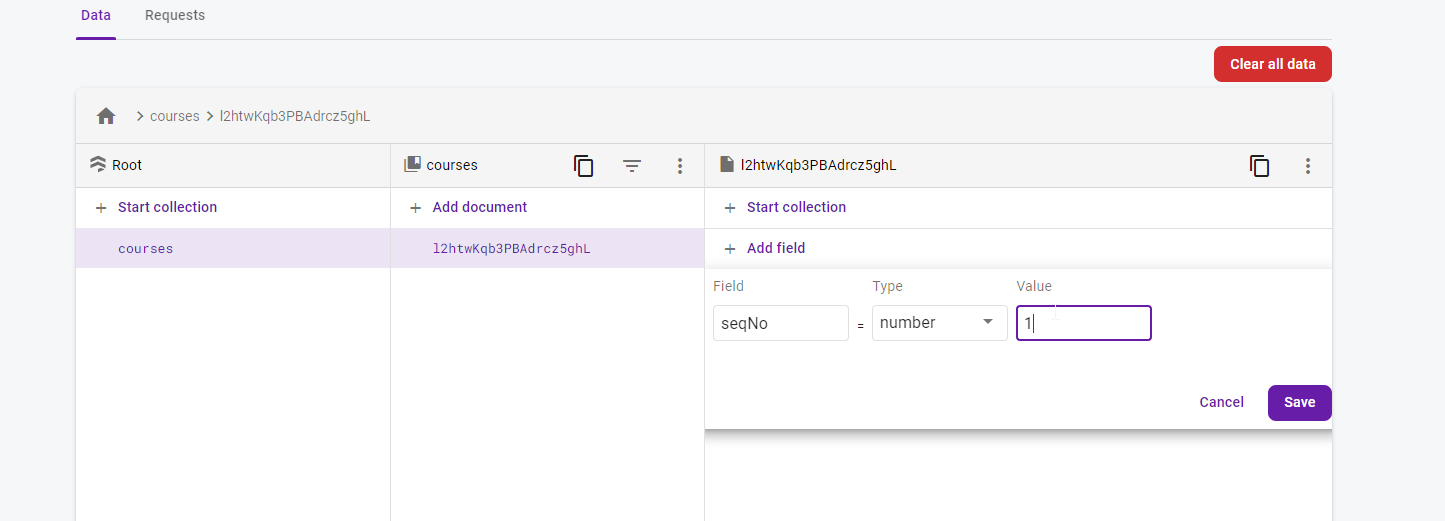 Data Requests
Clear all data
courses l2htwKqb3PBAdrcz5ghL
Root courses l2htwKqb3PBAdrcz5ghL
+ Start collection + Add document + Start collection
courses l2htwKqb3PBAdrcz5ghL + Add field
Field Type Value
seqNo = number 1
Cancel Save